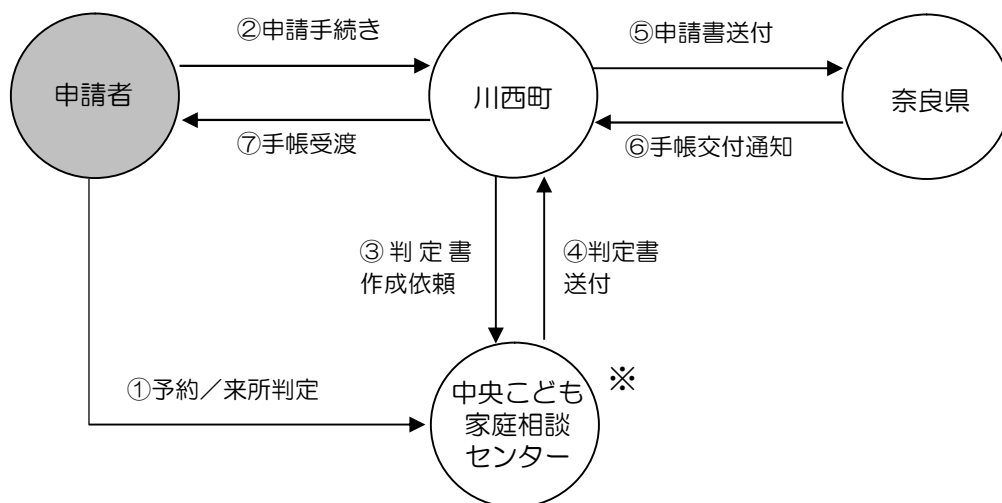 ②申請手続き
⑤申請書送付
申請者
川西町
奈良県
⑦手帳受渡
⑥手帳交付通知
③判定書
作成依頼
④判定書
送付
①予約／来所判定
中央こども
家庭相談
センター
※